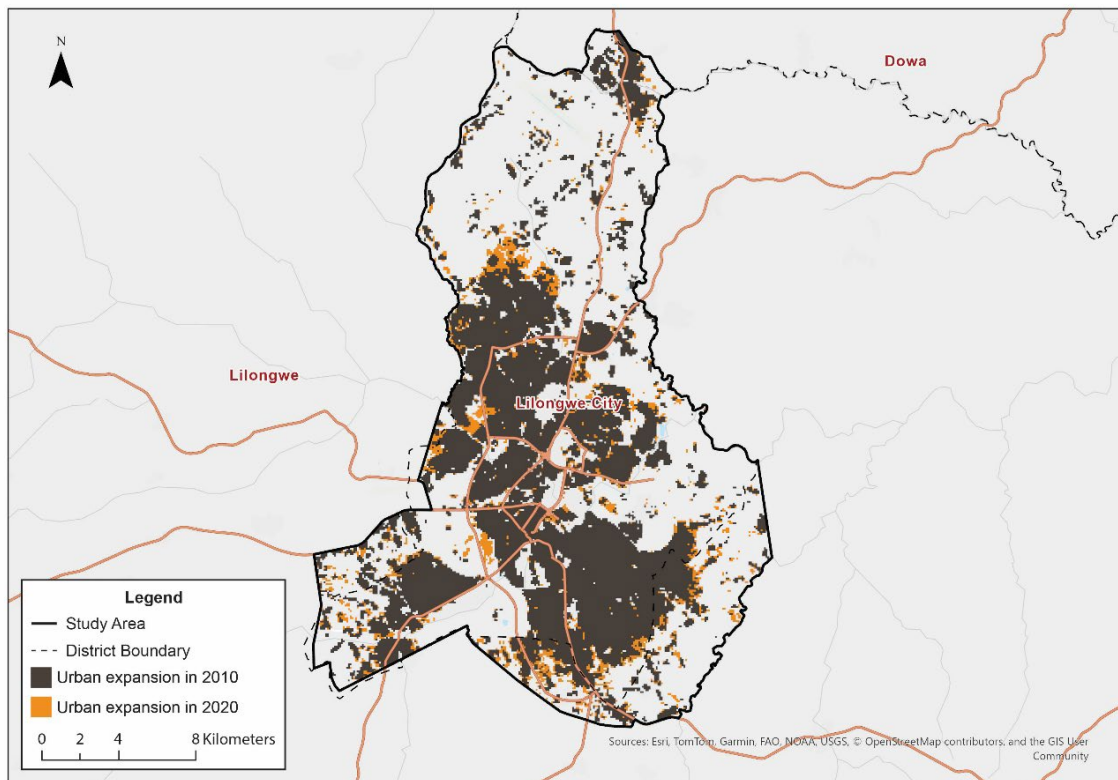 N
Dowa
Lilongwe
Lilongwe City
Legend
Study Area
District Boundary
Urban expansion in 2010
Urban expansion in 2020
0 2 4 8 Kilometers
Sources: Esri, TomTom, Garmin, FAO, NOAA, USGS, © OpenStreetMap contributors, and the GIS User
Community